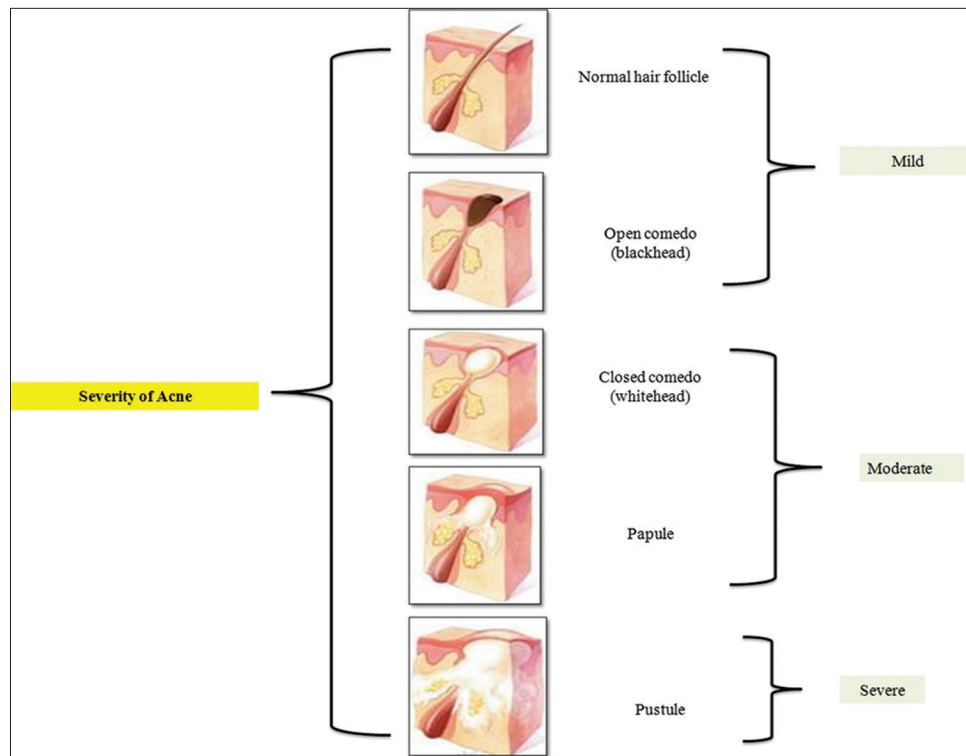 Normal hair follicle
Mild
Open comedo
(blackhead)
Severity of Acne
Closed comedo
(whitehead)
Moderate
Papule
Severe
Pustule